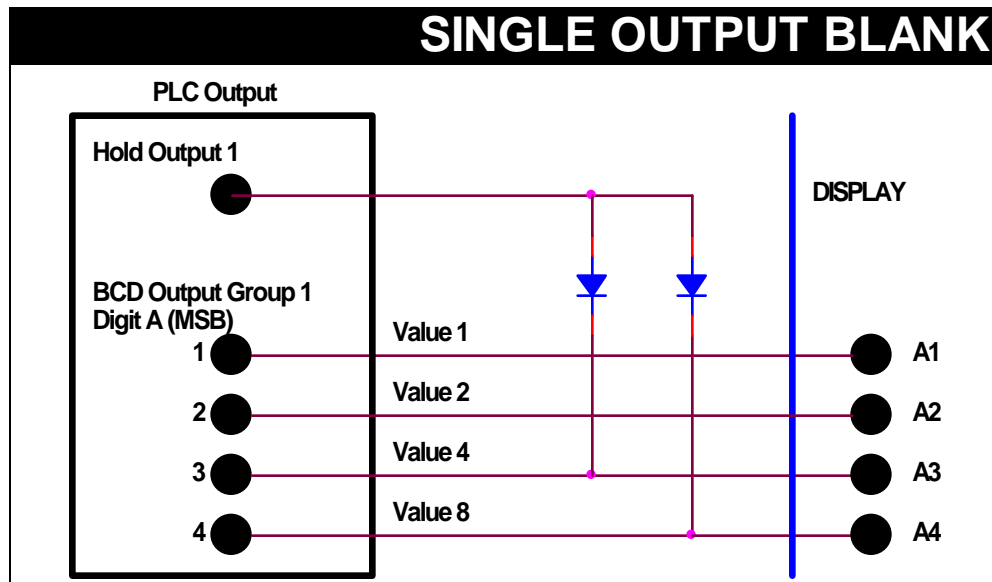 SINGLE OUTPUT BLANK
PLC Output
Hold Output 1
DISPLAY
BCD Output Group 1
Digit A (MSB)
1 Value 1 A1
2 Value 2 A2
3 Value 4 A3
4 Value 8 A4